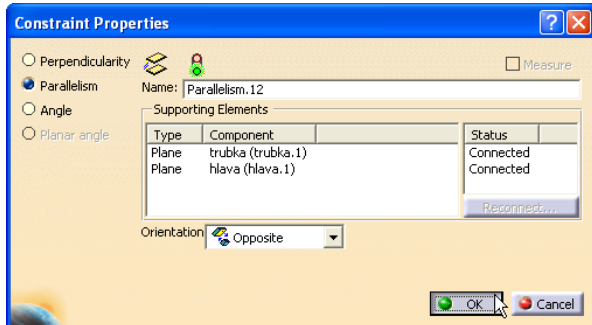 Constraint Properties
Perpendicularity
Measure
Parallelism
Name: Parallelism.12
Angle
Supporting Elements
Planar angle
Type Component Status
Plane trubka (trubka.1) Connected
Plane hlava (hlava.1) Connected
Reconnect...
Orientation Opposite
OK Cancel